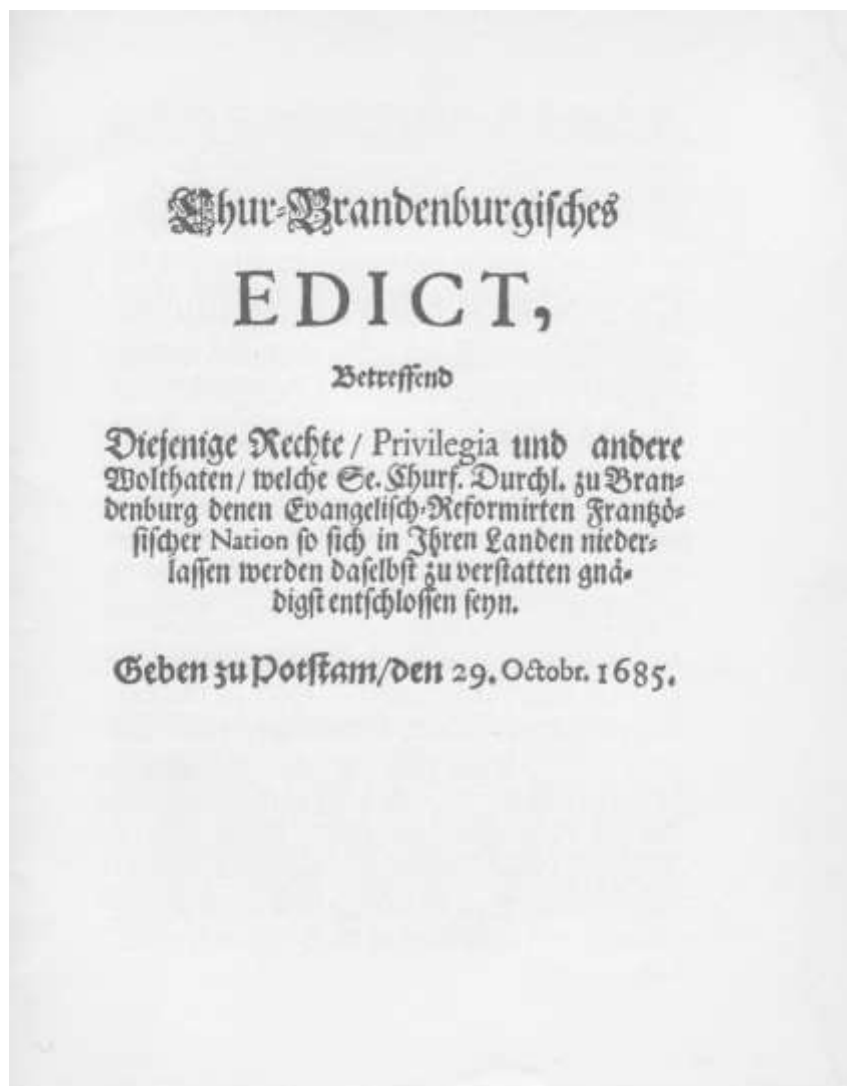 Chur-Brandenburgisches
EDICT,
Betreffend
Diejenige Rechte / Privilegia und andere
Wolthaten / welche Se. Churf. Durchl. zu Bran-
denburg denen Evangelisch-Reformirten Frantzö-
sischer Nation so sich in Ihren Landen nieder-
lassen werden daselbst zu verstatten gnä-
digst entschlossen seyn.
Geben zu Potstam/den 29. Octobr. 1685.